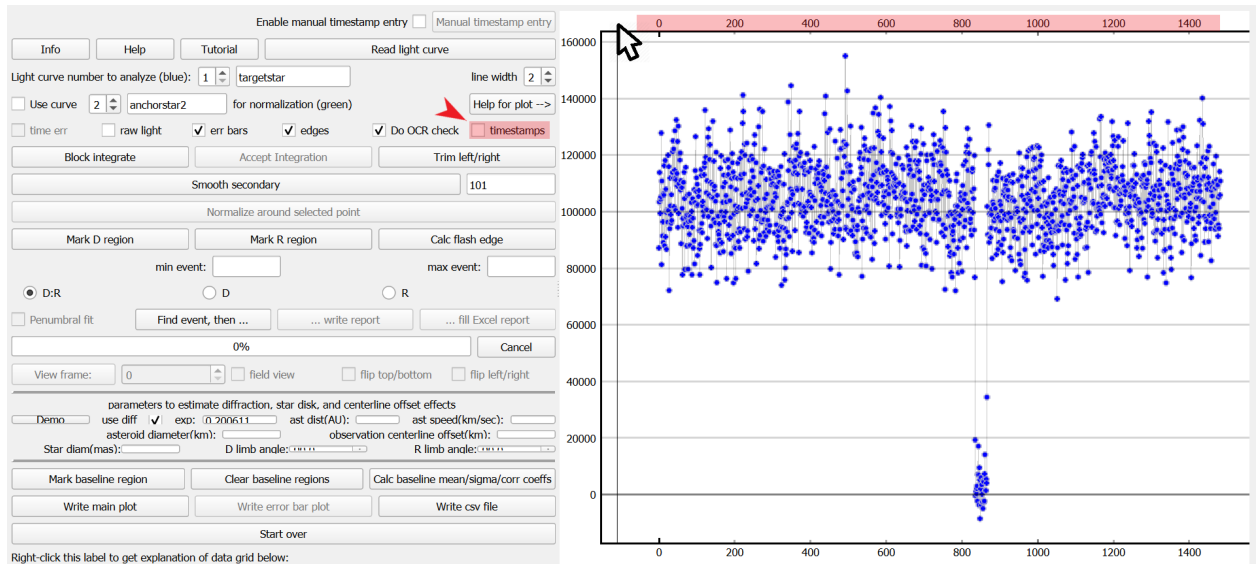 Enable manual timestamp entry Manual timestamp entry
Info Help Tutorial Read light curve
Light curve number to analyze (blue): 1 targetstar line width 2
Use curve 2 anchorstar2 for normalization (green) Help for plot -->
time err raw light err bars edges Do OCR check timestamps
Block integrate Accept Integration Trim left/right
Smooth secondary 101
Normalize around selected point
Mark D region Mark R region Calc flash edge
min event: max event:
D:R D R
Penumbral fit Find event, then ... ... write report ... fill Excel report
0% Cancel
View frame: 0 field view flip top/bottom flip left/right
parameters to estimate diffraction, star disk, and centerline offset effects
Demo use diff exp: 0.200611 ast dist(AU): ast speed(km/sec):
asteroid diameter(km): observation centerline offset(km):
Star diam(mas): D limb angle: R limb angle:
Mark baseline region Clear baseline regions Calc baseline mean/sigma/corr coeffs
Write main plot Write error bar plot Write csv file
Start over
Right-click this label to get explanation of data grid below:
0 200 400 600 800 1000 1200 1400
160000
140000
120000
100000
80000
60000
40000
20000
0
0 200 400 600 800 1000 1200 1400